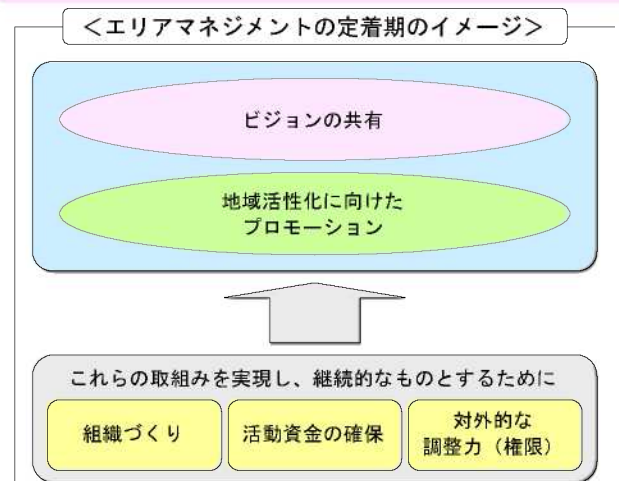 ＜エリアマネジメントの定着期のイメージ＞
ビジョンの共有
地域活性化に向けた
プロモーション
これらの取組みを実現し、継続的なものとするために
組織づくり
活動資金の確保
対外的な
調整力（権限）